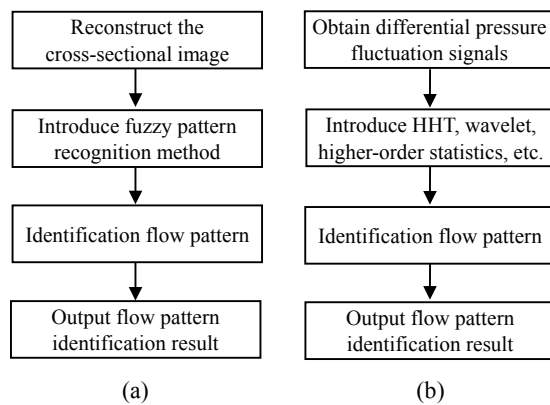 Reconstruct the
cross-sectional image
Introduce fuzzy pattern
recognition method
Identification flow pattern
Output flow pattern
identification result
(a)
Obtain differential pressure
fluctuation signals
Introduce HHT, wavelet,
higher-order statistics, etc.
Identification flow pattern
Output flow pattern
identification result
(b)